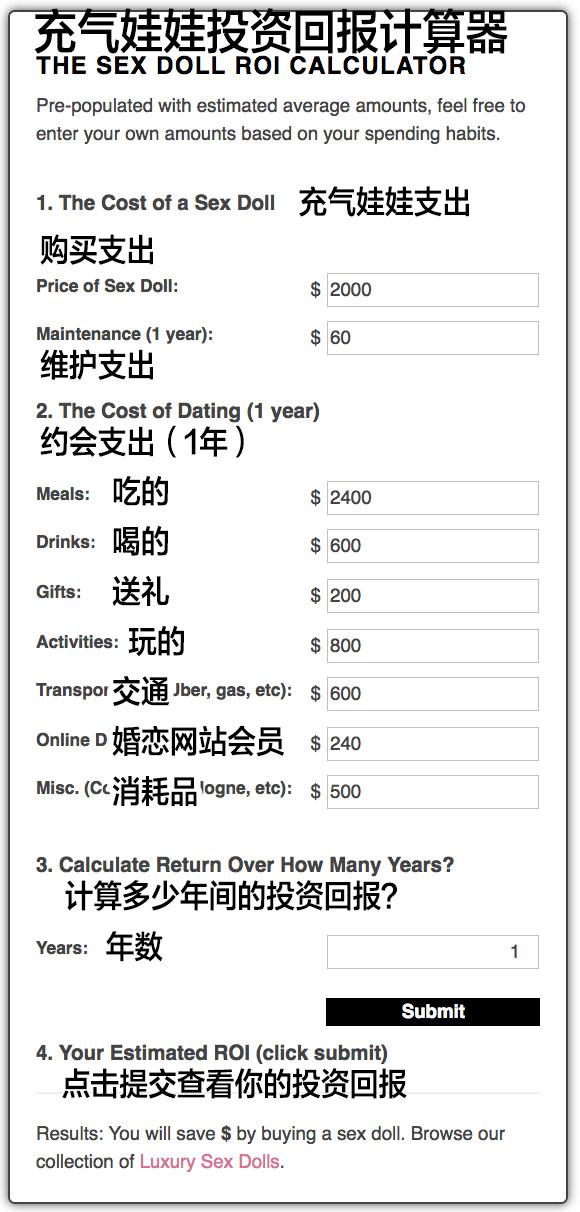 充气娃娃投资回报计算器
THE SEX DOLL ROI CALCULATOR
Pre-populated with estimated average amounts, feel free to
enter your own amounts based on your spending habits.
1. The Cost of a Sex Doll 充气娃娃支出
购买支出
Price of Sex Doll: $ 2000
Maintenance (1 year): $ 60
维护支出
2. The Cost of Dating (1 year)
约会支出（1年）
Meals: 吃的 $ 2400
Drinks: 喝的 $ 600
Gifts: 送礼 $ 200
Activities: 玩的 $ 800
Transpor 交通 Uber, gas, etc): $ 600
Online D 婚恋网站会员 $ 240
Misc. (Co 消耗品 logne, etc): $ 500
3. Calculate Return Over How Many Years?
计算多少年间的投资回报?
Years: 年数 1
Submit
4. Your Estimated ROI (click submit)
点击提交查看你的投资回报
Results: You will save $ by buying a sex doll. Browse our
collection of Luxury Sex Dolls.